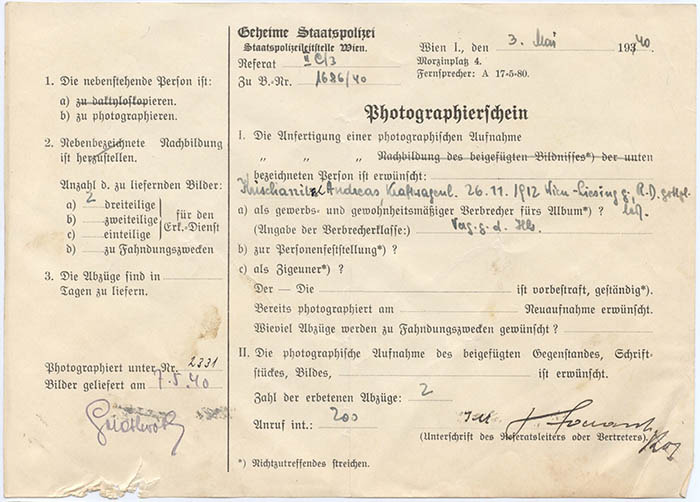 1. Die nebenstehende Person ist:
a) zu daktyloskopieren.
b) zu photographieren.
2. Nebenbezeichnete Nachbildung
ist herzustellen.
Anzahl d. zu liefernden Bilder:
a) 2 dreiteilige
b) zweiteilige
c) einteilige
für den
Erk.-Dienst
d) zu Fahndungszwecken
3. Die Abzüge sind in
Tagen zu liefern.
Photographiert unter Nr. 2331
Bilder geliefert am 7.5.40
Geheime Staatspolizei
Staatspolizeileitstelle Wien.
Referat II C/3
Zu B.-Nr. 1686/40
Wien I., den 3. Mai 1940.
Morzinplatz 4.
Fernsprecher: A 17-5-80.
Photographierschein
I. Die Anfertigung einer photographischen Aufnahme
„ „ „ Nachbildung des beigefügten Bildnisses*) der unten
bezeichneten Person ist erwünscht:
Andreas, Kraftwagenl. 26.11.1912 Wien-Liesing g., R.D. gottgl.
a) als gewerbs- und gewohnheitsmäßiger Verbrecher fürs Album*) ? led.
(Angabe der Verbrecherklasse:) g. d.
b) zur Personenfeststellung*) ?
c) als Zigeuner*) ?
Der — Die ist vorbestraft, geständig*).
Bereits photographiert am Neuaufnahme erwünscht.
Wieviel Abzüge werden zu Fahndungszwecken gewünscht ?
II. Die photographische Aufnahme des beigefügten Gegenstandes, Schrift-
stückes, Bildes, ist erwünscht.
Zahl der erbetenen Abzüge: 2
Anruf int.: 200
(Unterschrift des Referatsleiters oder Vertreters).
*) Nichtzutreffendes streichen.